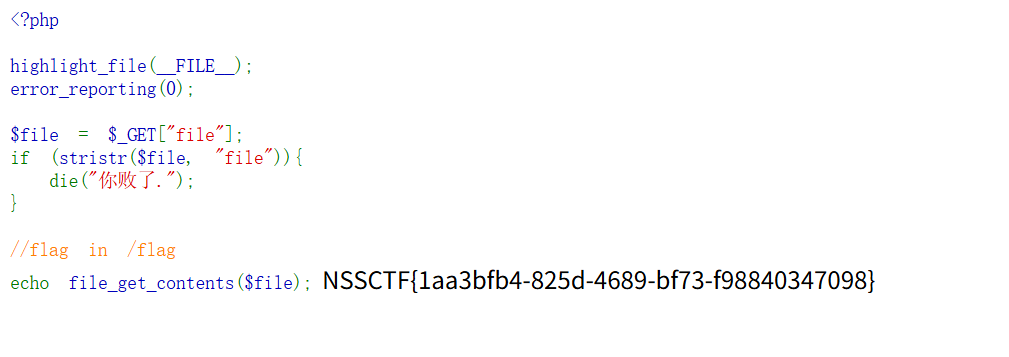 <?php
highlight_file(__FILE__);
error_reporting(0);
$file = $_GET["file"];
if (stristr($file, "file")){
die("你败了.");
}
//flag in /flag
echo file_get_contents($file); NSSCTF{1aa3bfb4-825d-4689-bf73-f98840347098}